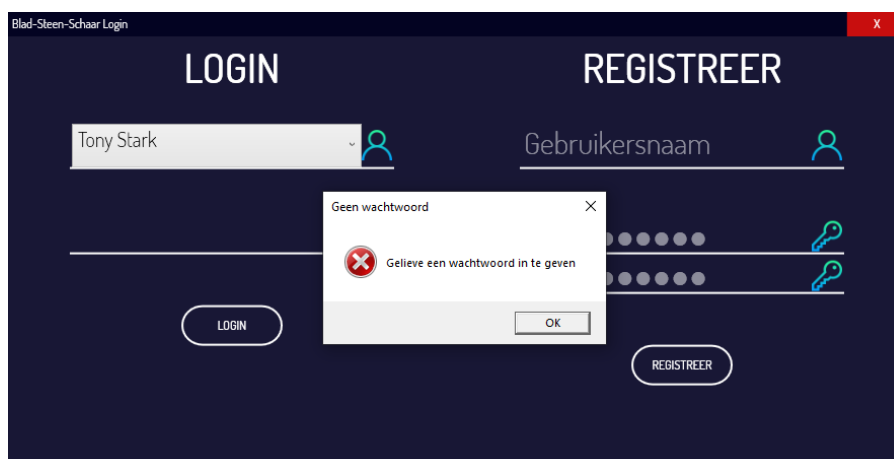 Blad-Steen-Schaar Login
X
LOGIN
REGISTREER
Tony Stark
Gebruikersnaam
Geen wachtwoord
Gelieve een wachtwoord in te geven
OK
LOGIN
REGISTREER